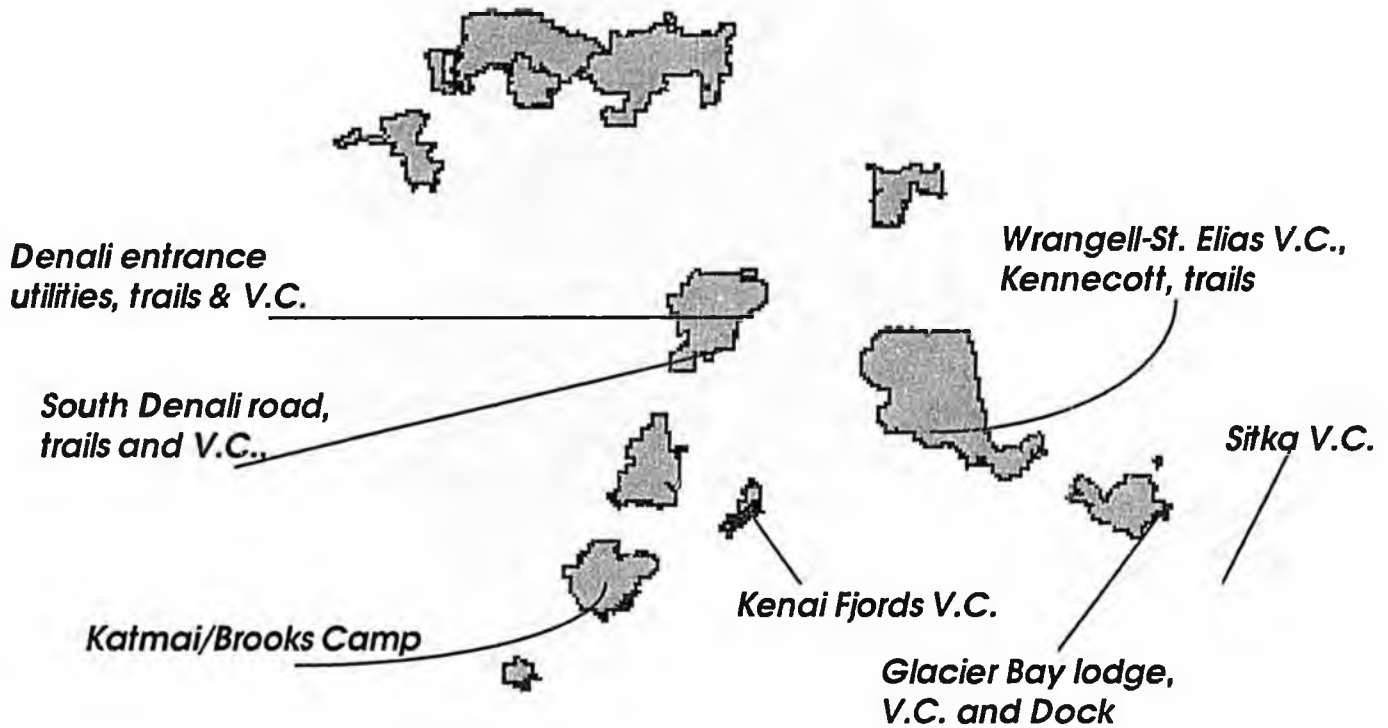 Denali entrance
utilities, trails & V.C.
South Denali road,
trails and V.C..
Wrangell-St. Elias V.C.,
Kennecott, trails
Sitka V.C.
Kenai Fjords V.C.
Katmai/Brooks Camp
Glacier Bay lodge,
V.C. and Dock